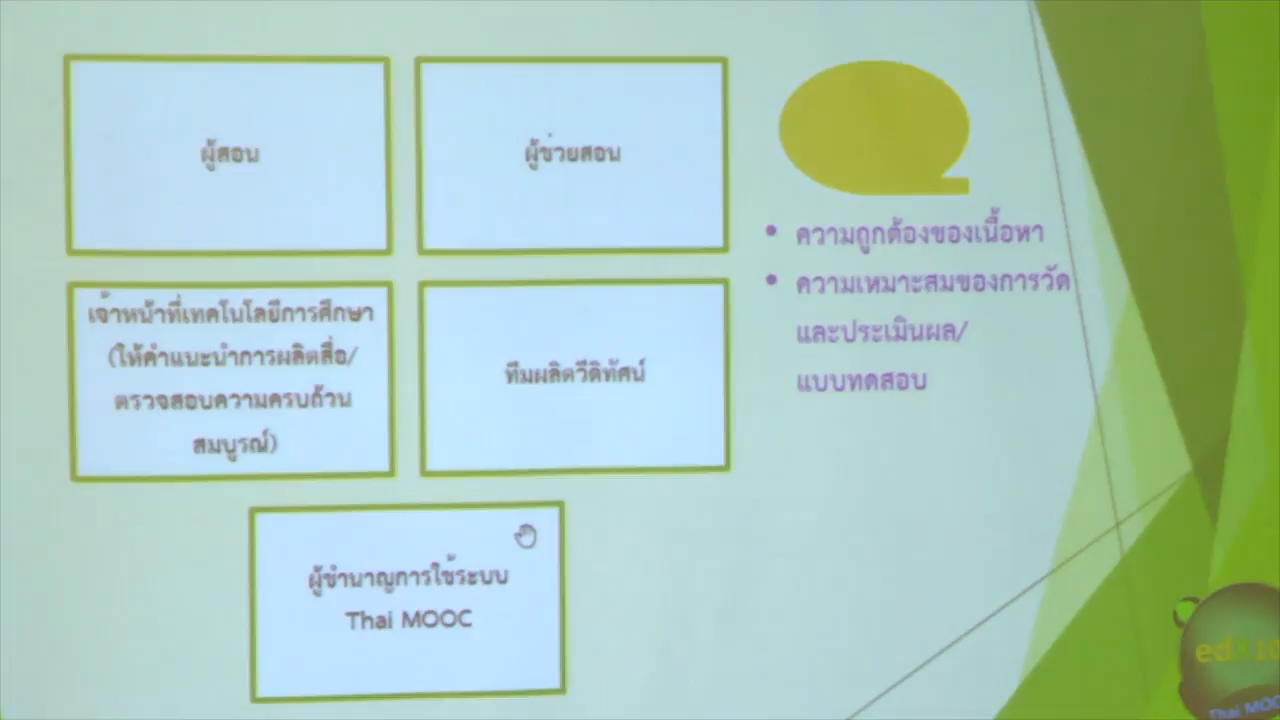 ผู้สอน
ผู้ช่วยสอน
เจ้าหน้าที่เทคโนโลยีการศึกษา
(ให้คำแนะนำการผลิตสื่อ/
ตรวจสอบความครบถ้วน
สมบูรณ์)
ทีมผลิตวีดิทัศน์
ผู้ชำนาญการใช้ระบบ
Thai MOOC
• ความถูกต้องของเนื้อหา
• ความเหมาะสมของการวัด
และประเมินผล/
แบบทดสอบ
edX10
Thai MOO